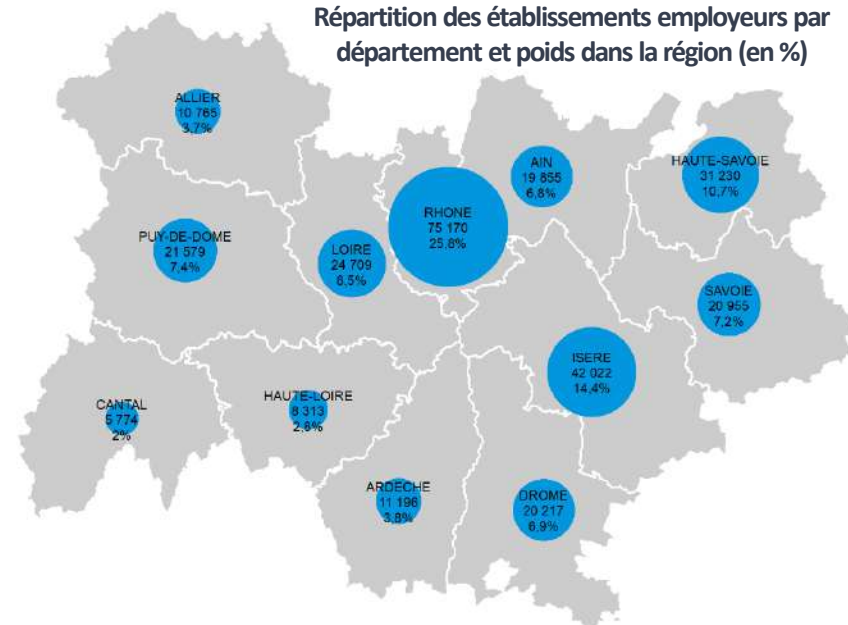 Répartition des établissements employeurs par
département et poids dans la région (en %)
ALLIER
10 765
3,7%
AIN
19 855
6,8%
HAUTE-SAVOIE
31 230
10,7%
RHONE
75 170
25,8%
PUY-DE-DOME
21 579
7,4%
LOIRE
24 709
8,5%
SAVOIE
20 955
7,2%
ISERE
42 022
14,4%
CANTAL
5 774
2%
HAUTE-LOIRE
8 313
2,8%
ARDECHE
11 196
3,8%
DROME
20 217
6,9%